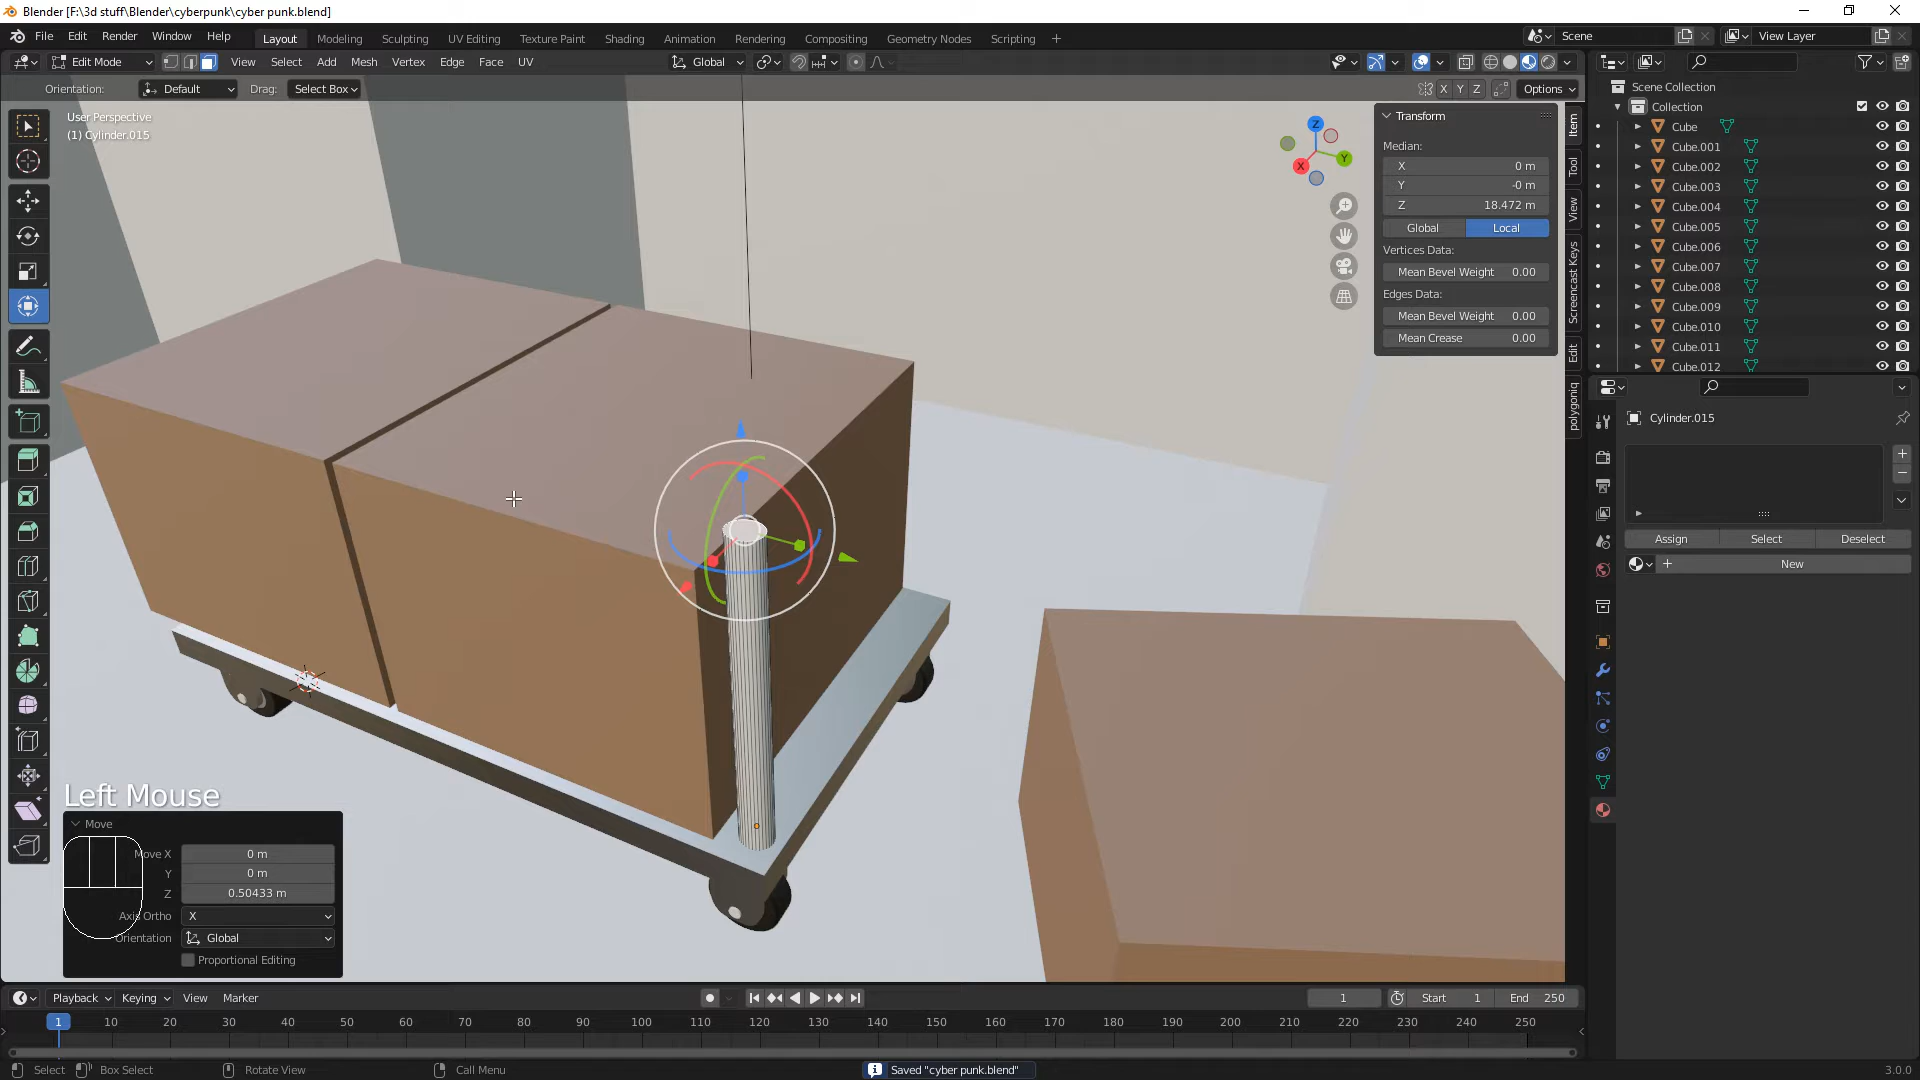 Blender [F:\3d stuff\Blender\cyberpunk\cyber punk.blend]
File Edit Render Window Help Layout Modeling Sculpting UV Editing Texture Paint Shading Animation Rendering Compositing Geometry Nodes Scripting + Scene View Layer
Edit Mode View Select Add Mesh Vertex Edge Face UV Global
Orientation: Default Drag: Select Box X Y Z Options
User Perspective
(1) Cylinder.015
Z
Y
X
Transform
Median:
X 0 m
Y -0 m
Z 18.472 m
Global Local
Vertices Data:
Mean Bevel Weight 0.00
Edges Data:
Mean Bevel Weight 0.00
Mean Crease 0.00
Item
Tool
View
Screencast Keys
Edit
polygoniq
Scene Collection
Collection
Cube
Cube.001
Cube.002
Cube.003
Cube.004
Cube.005
Cube.006
Cube.007
Cube.008
Cube.009
Cube.010
Cube.011
Cube.012
Cylinder.015
Assign Select Deselect
+ New
Left Mouse
Move
Move X 0 m
Y 0 m
Z 0.50433 m
Axis Ortho X
Orientation Global
Proportional Editing
Playback Keying View Marker 1 Start 1 End 250
1 10 20 30 40 50 60 70 80 90 100 110 120 130 140 150 160 170 180 190 200 210 220 230 240 250
Select Box Select Rotate View Call Menu Saved "cyber punk.blend" 3.0.0